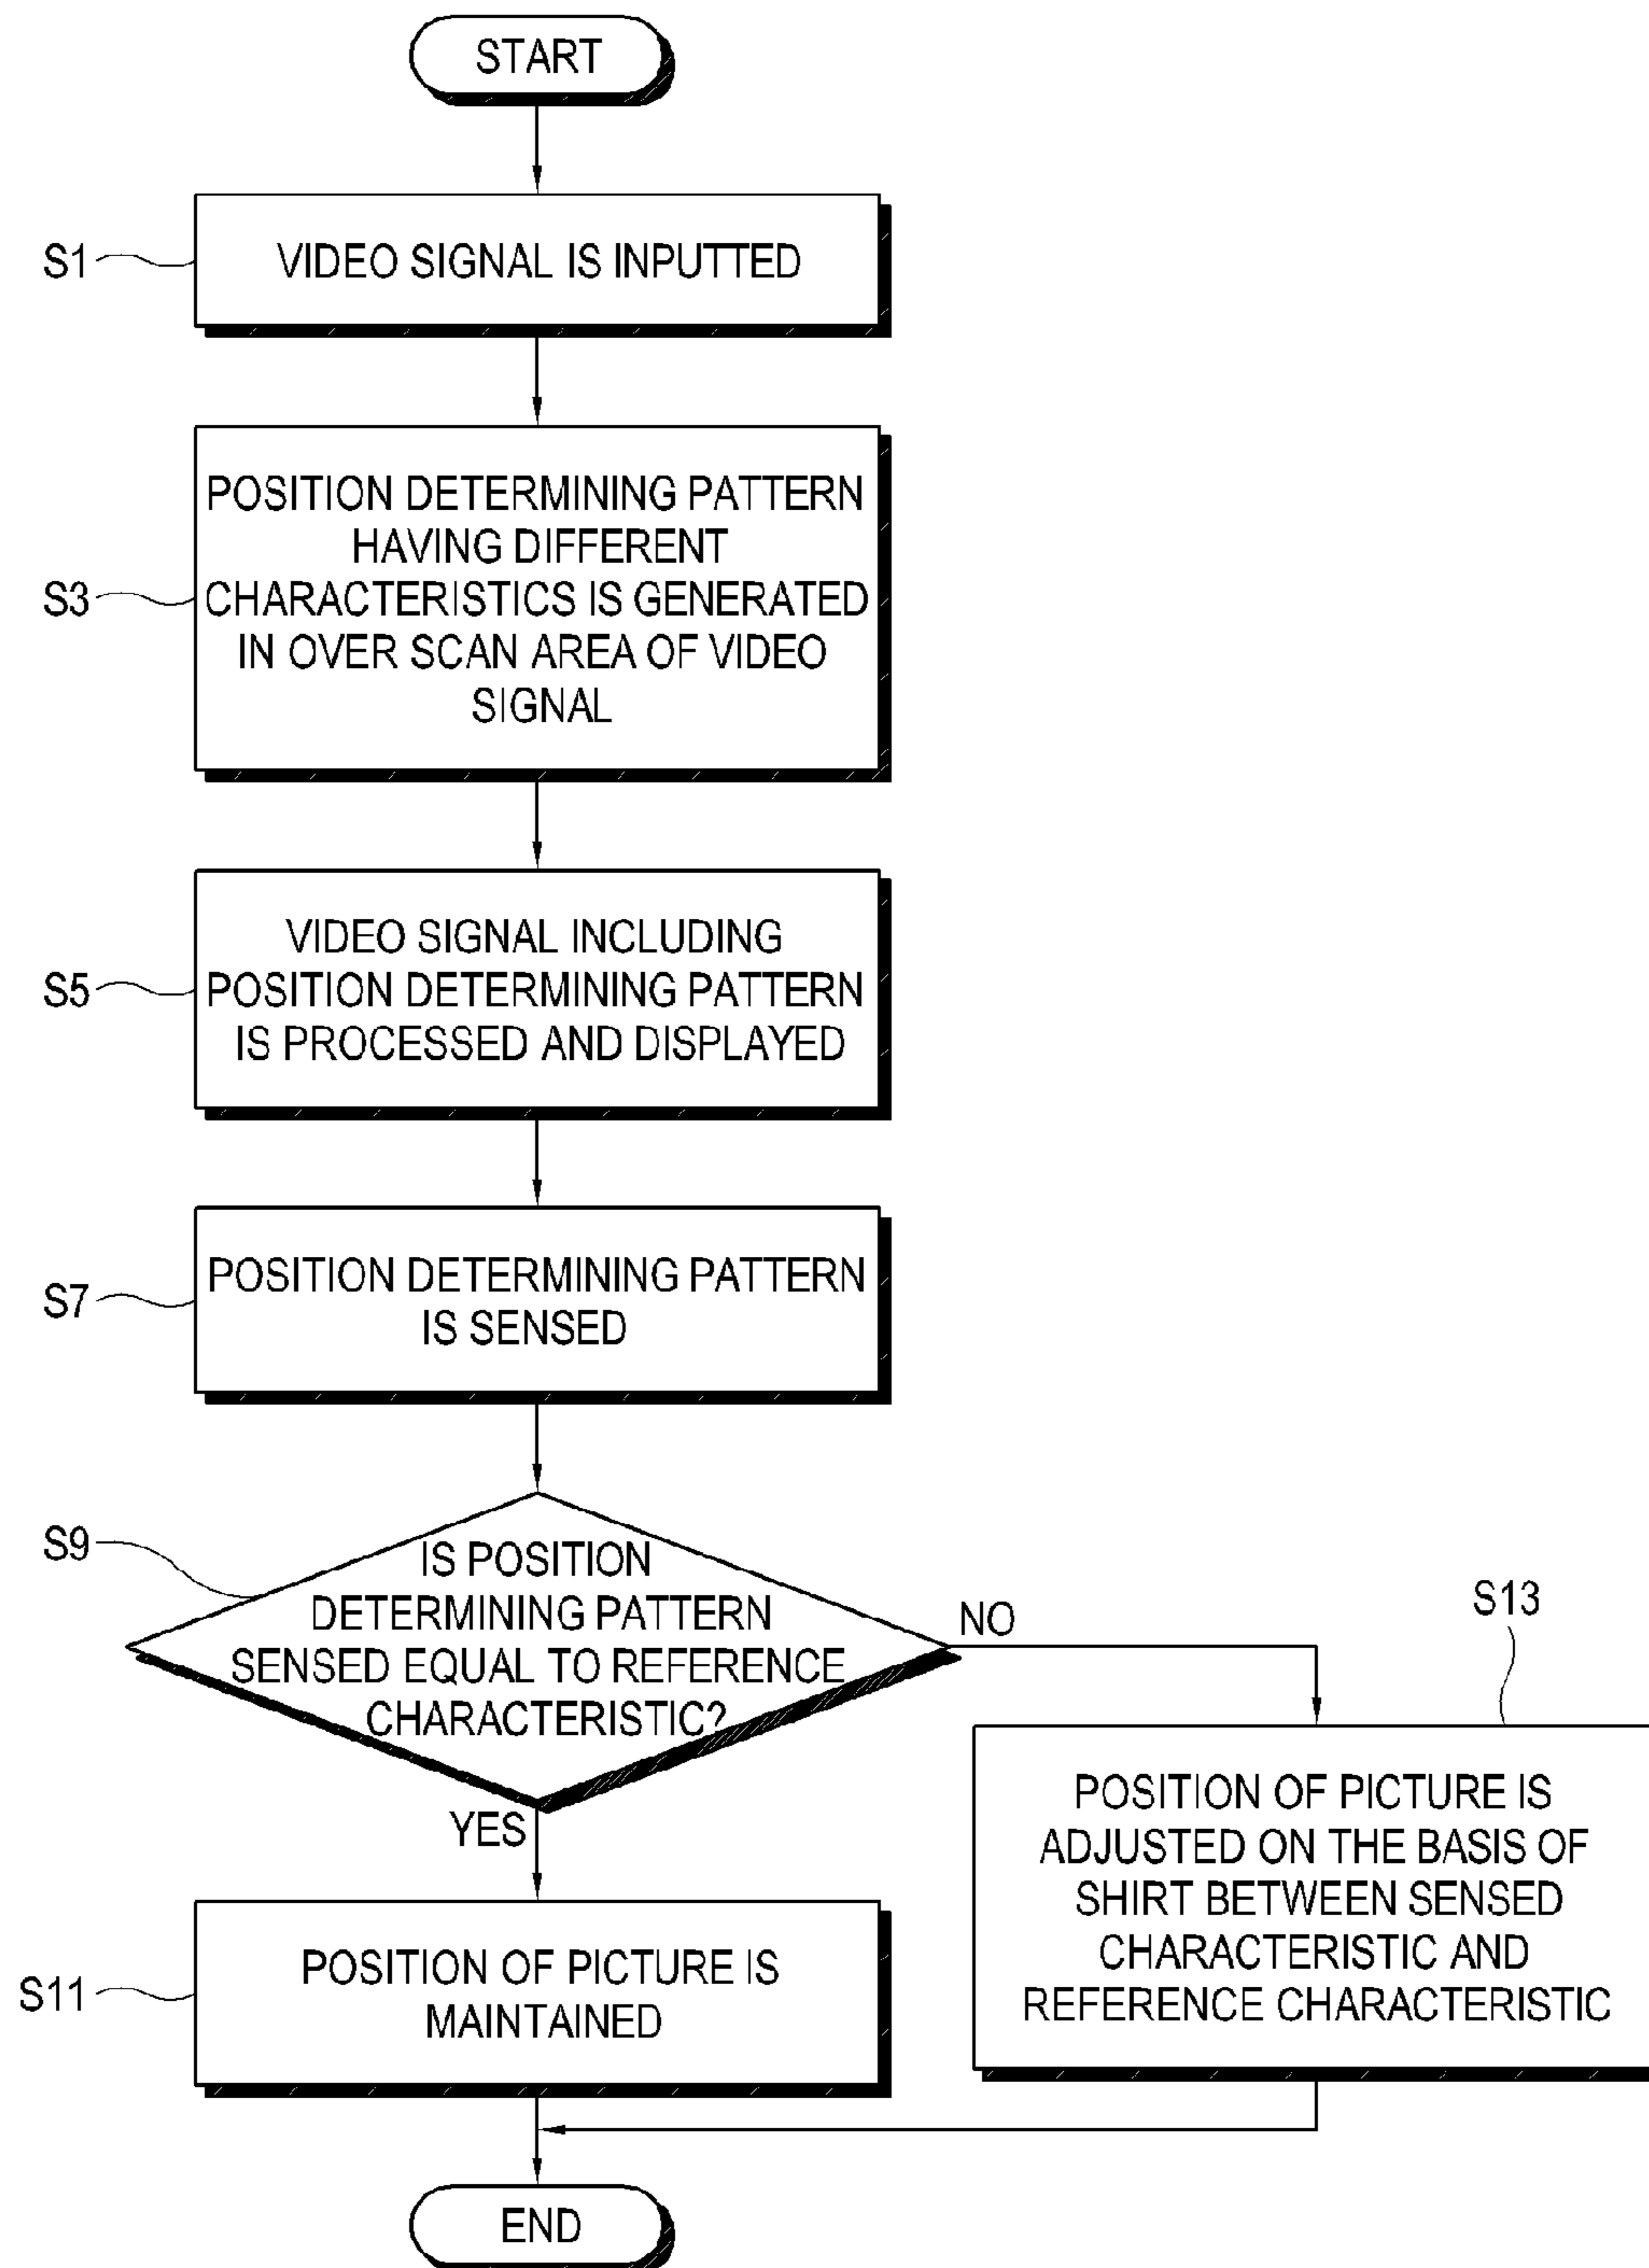 START
S1
VIDEO SIGNAL IS INPUTTED
S3
POSITION DETERMINING PATTERN
HAVING DIFFERENT
CHARACTERISTICS IS GENERATED
IN OVER SCAN AREA OF VIDEO
SIGNAL
S5
VIDEO SIGNAL INCLUDING
POSITION DETERMINING PATTERN
IS PROCESSED AND DISPLAYED
S7
POSITION DETERMINING PATTERN
IS SENSED
S9
IS POSITION
DETERMINING PATTERN
SENSED EQUAL TO REFERENCE
CHARACTERISTIC?
NO
S13
POSITION OF PICTURE IS
ADJUSTED ON THE BASIS OF
SHIRT BETWEEN SENSED
CHARACTERISTIC AND
REFERENCE CHARACTERISTIC
YES
S11
POSITION OF PICTURE IS
MAINTAINED
END